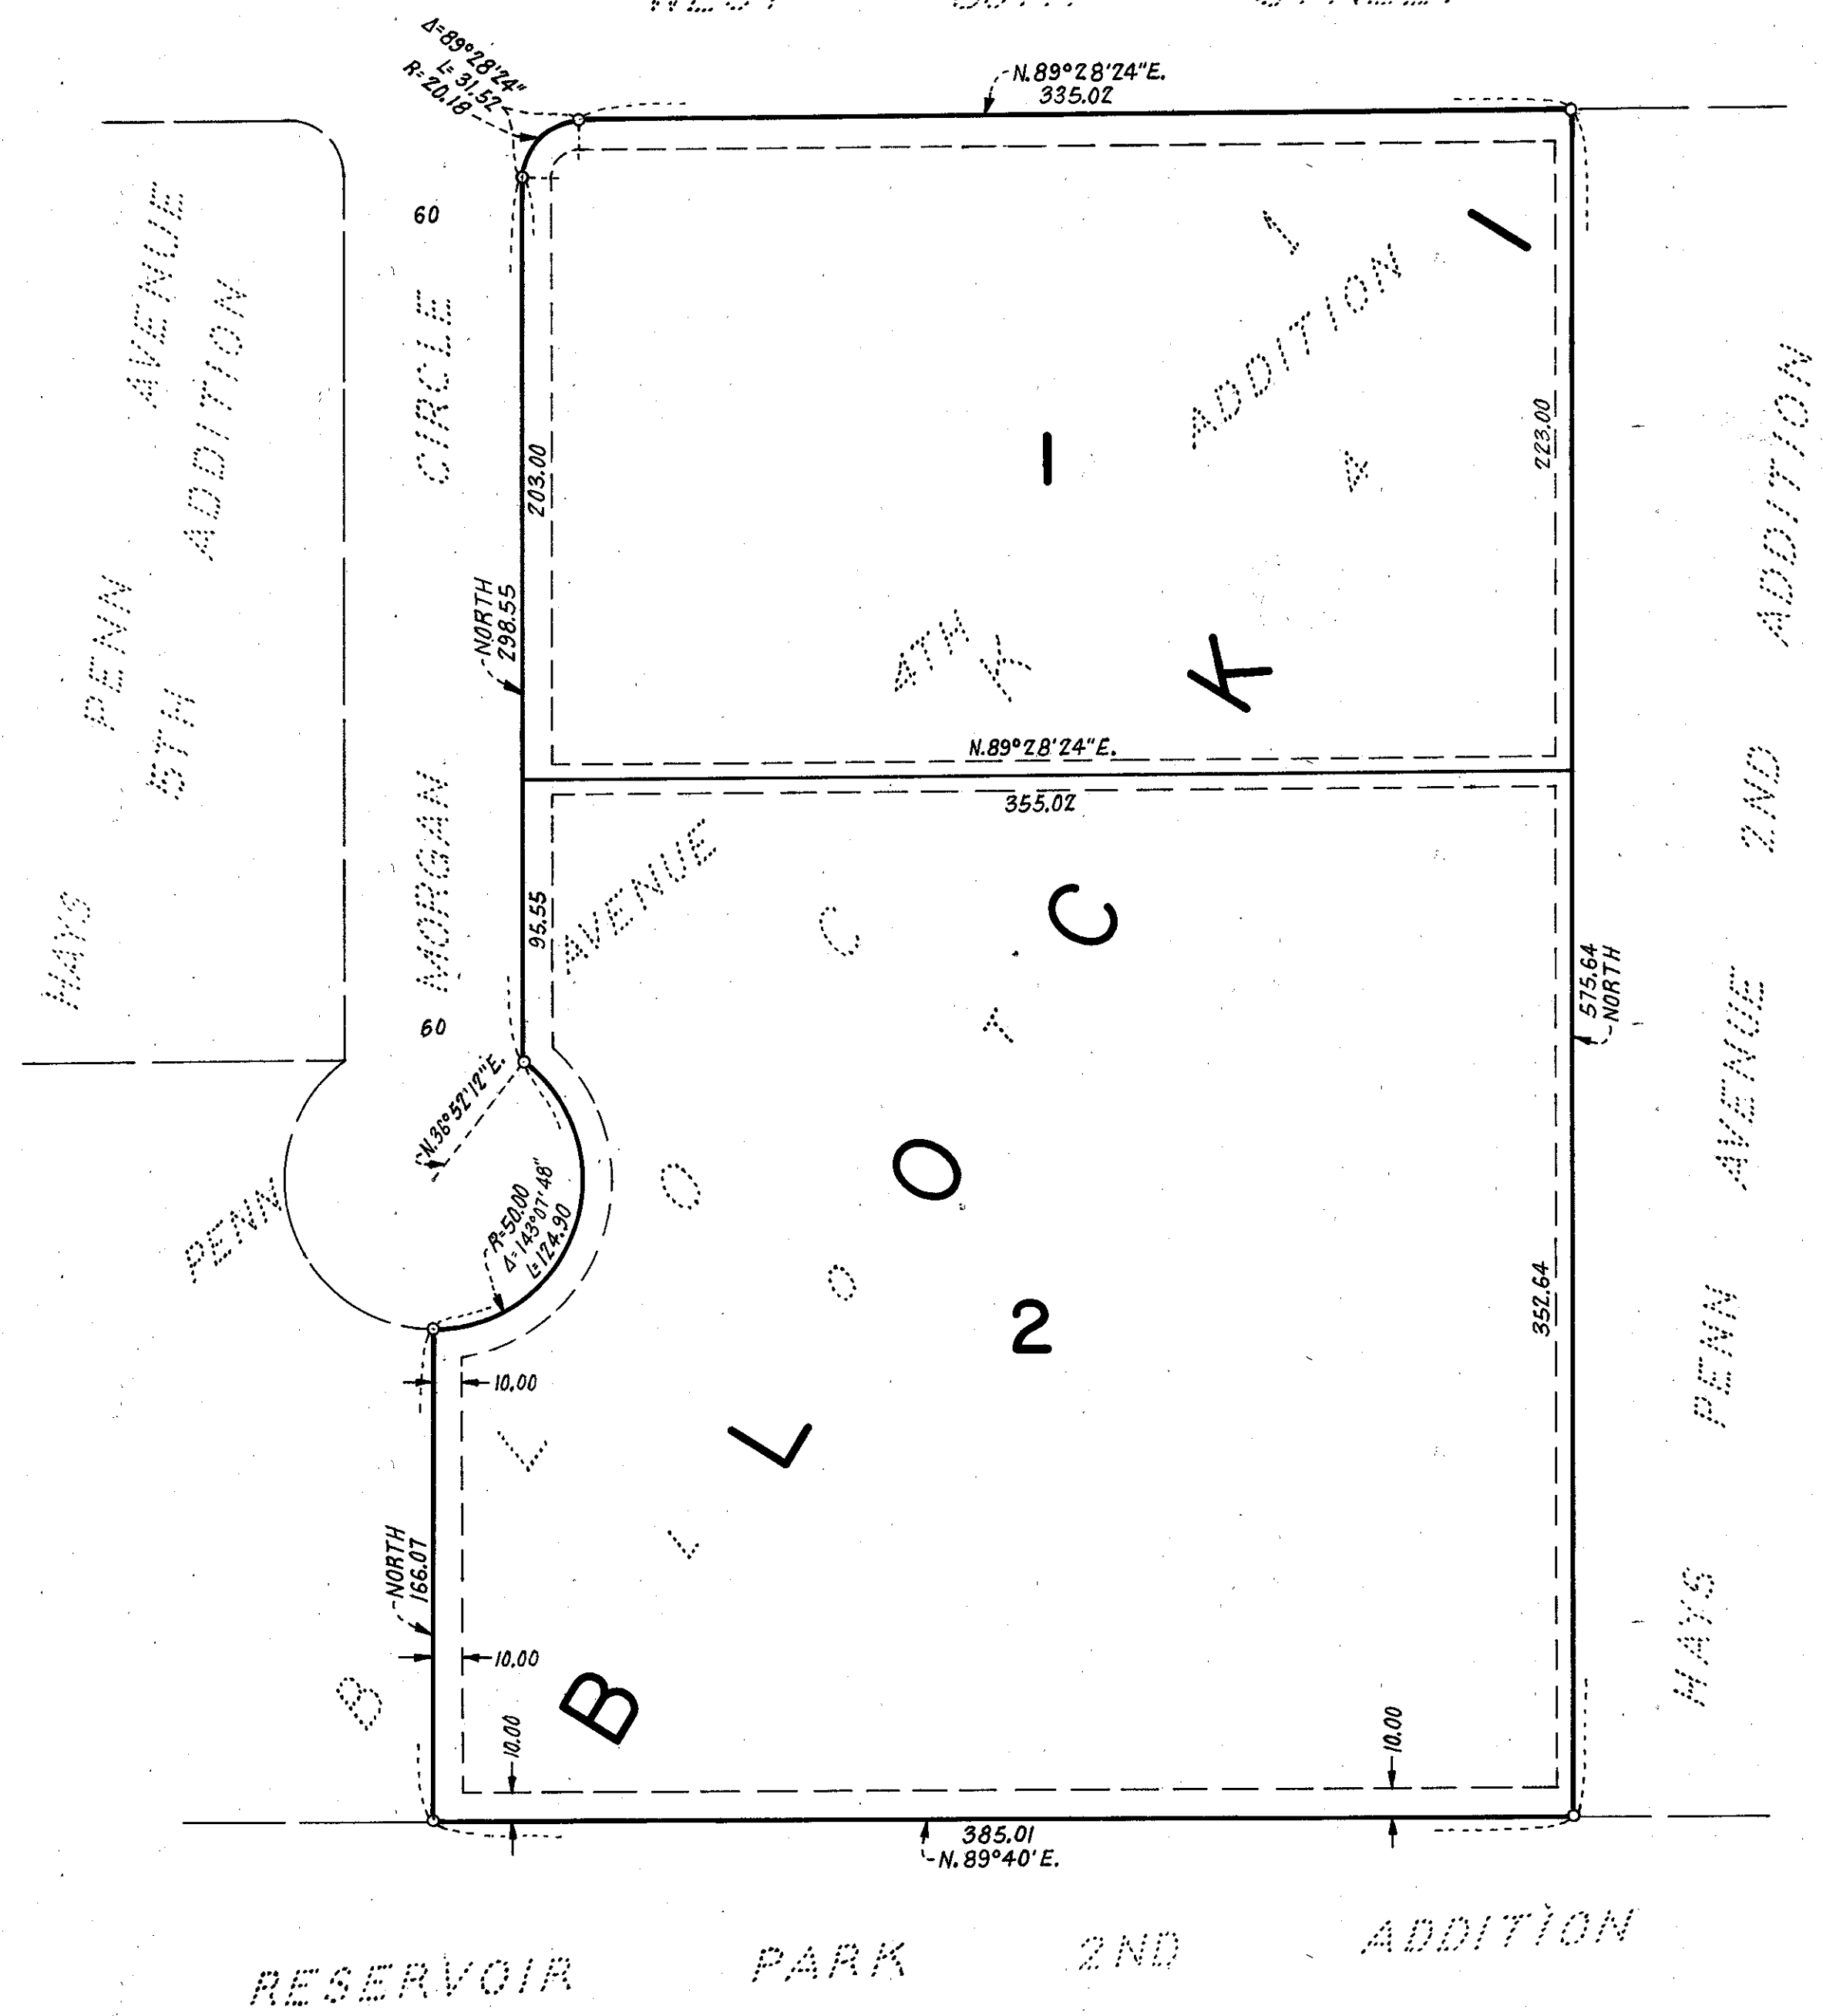 Δ=89°28'24"
L=31.52
R=20.18
N.89°28'24"E.
335.02
60
CIRCLE
MORGAN
60
HAYS PENN AVENUE
5TH ADDITION
203.00
NORTH
298.55
95.55
1
ADDITION
4TH
1
223.00
N.89°28'24"E.
355.02
PENN AVENUE
BLOCK 1
BLOCK
2
N.36°52'12"E.
R=50.00
Δ=143°07'48"
L=124.90
575.64
NORTH
352.64
HAYS PENN AVENUE 2ND ADDITION
10.00
NORTH
166.07
10.00
10.00
10.00
385.01
N.89°40'E.
RESERVOIR PARK 2ND ADDITION